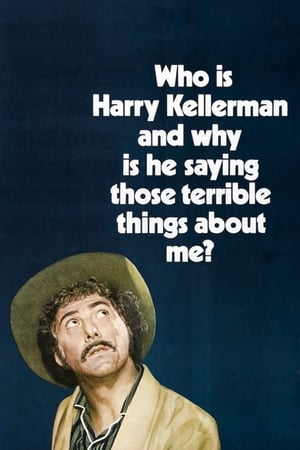 Who is
Harry Kellerman
and why
is he saying
those terrible
things about
me?